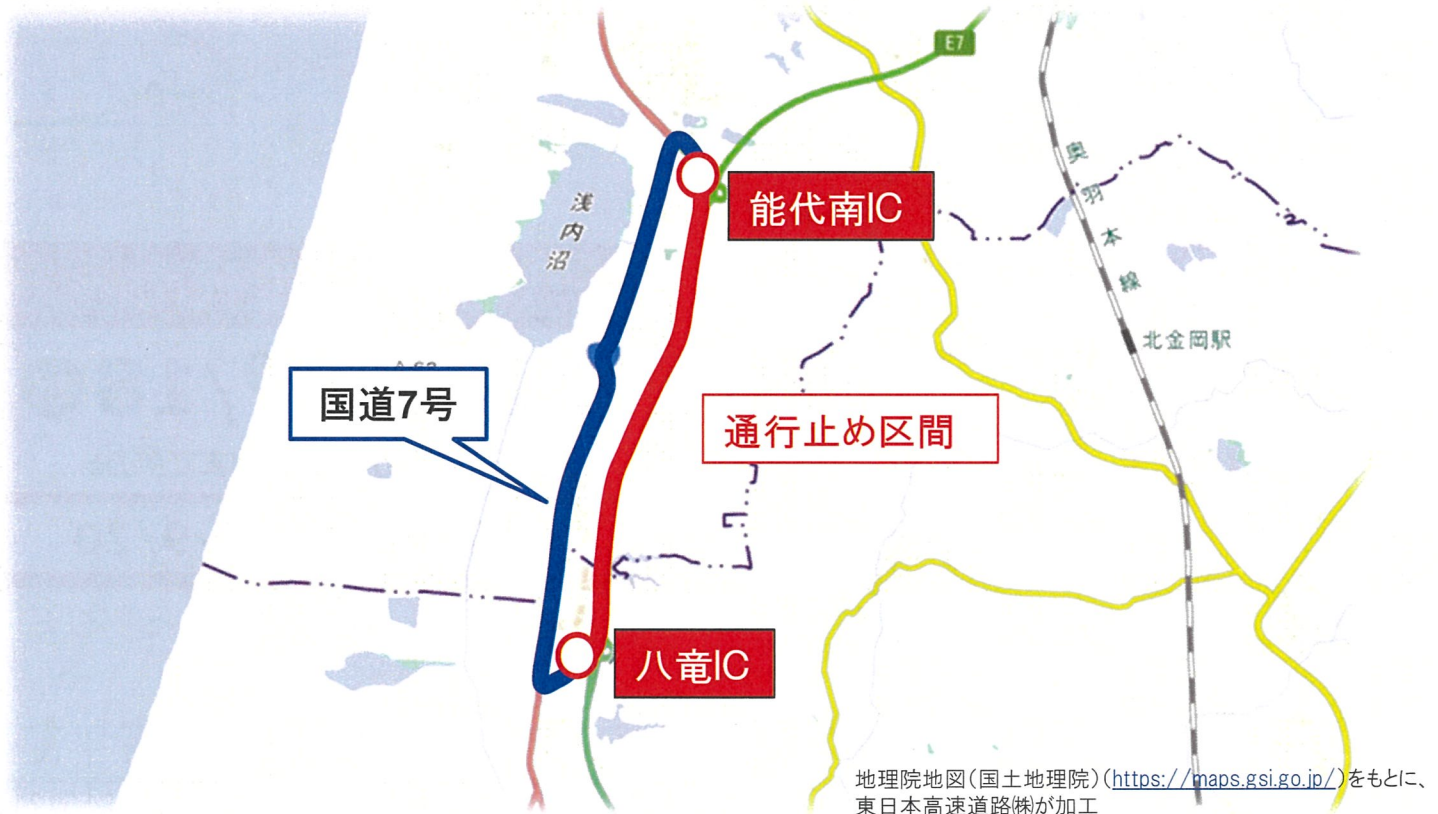 E7
奥羽本線
能代南IC
浅内沼
北金岡駅
国道7号
通行止め区間
八竜IC
地理院地図(国土地理院)(https://maps.gsi.go.jp/)をもとに、
東日本高速道路㈱が加工